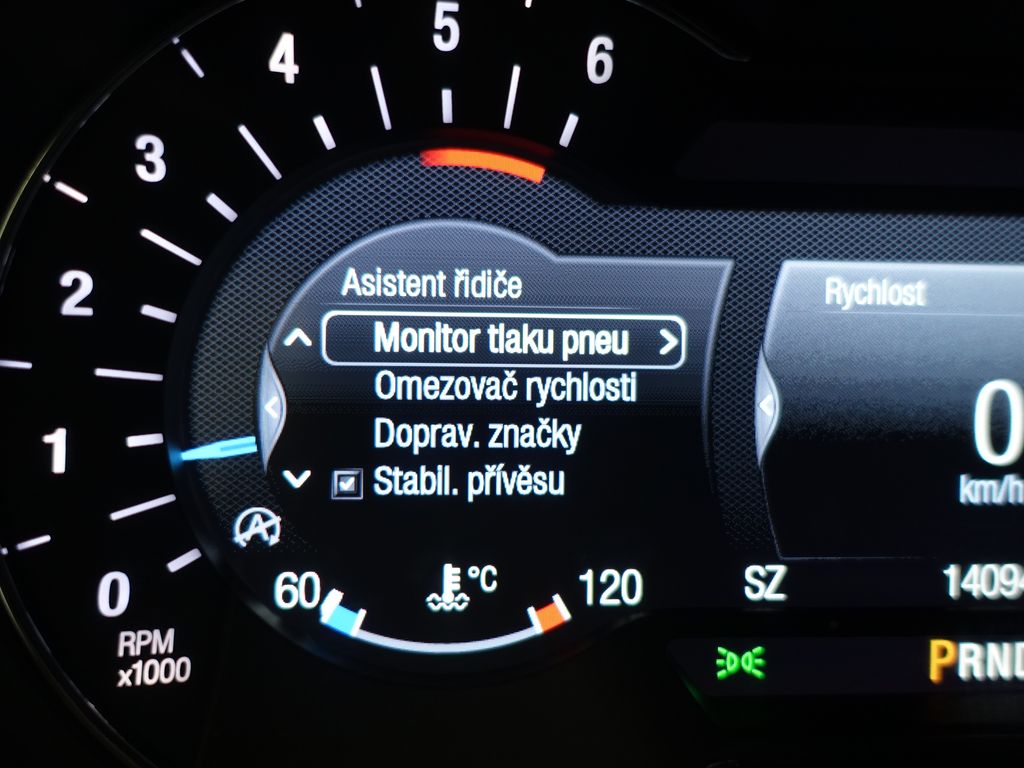 5
4
6
3
2
1
0
RPM
x1000
Asistent řidiče
Monitor tlaku pneu
Omezovač rychlosti
Doprav. značky
Stabil. přívěsu
A
60
°C
120
Rychlost
0
km/h
SZ
14094
PRND